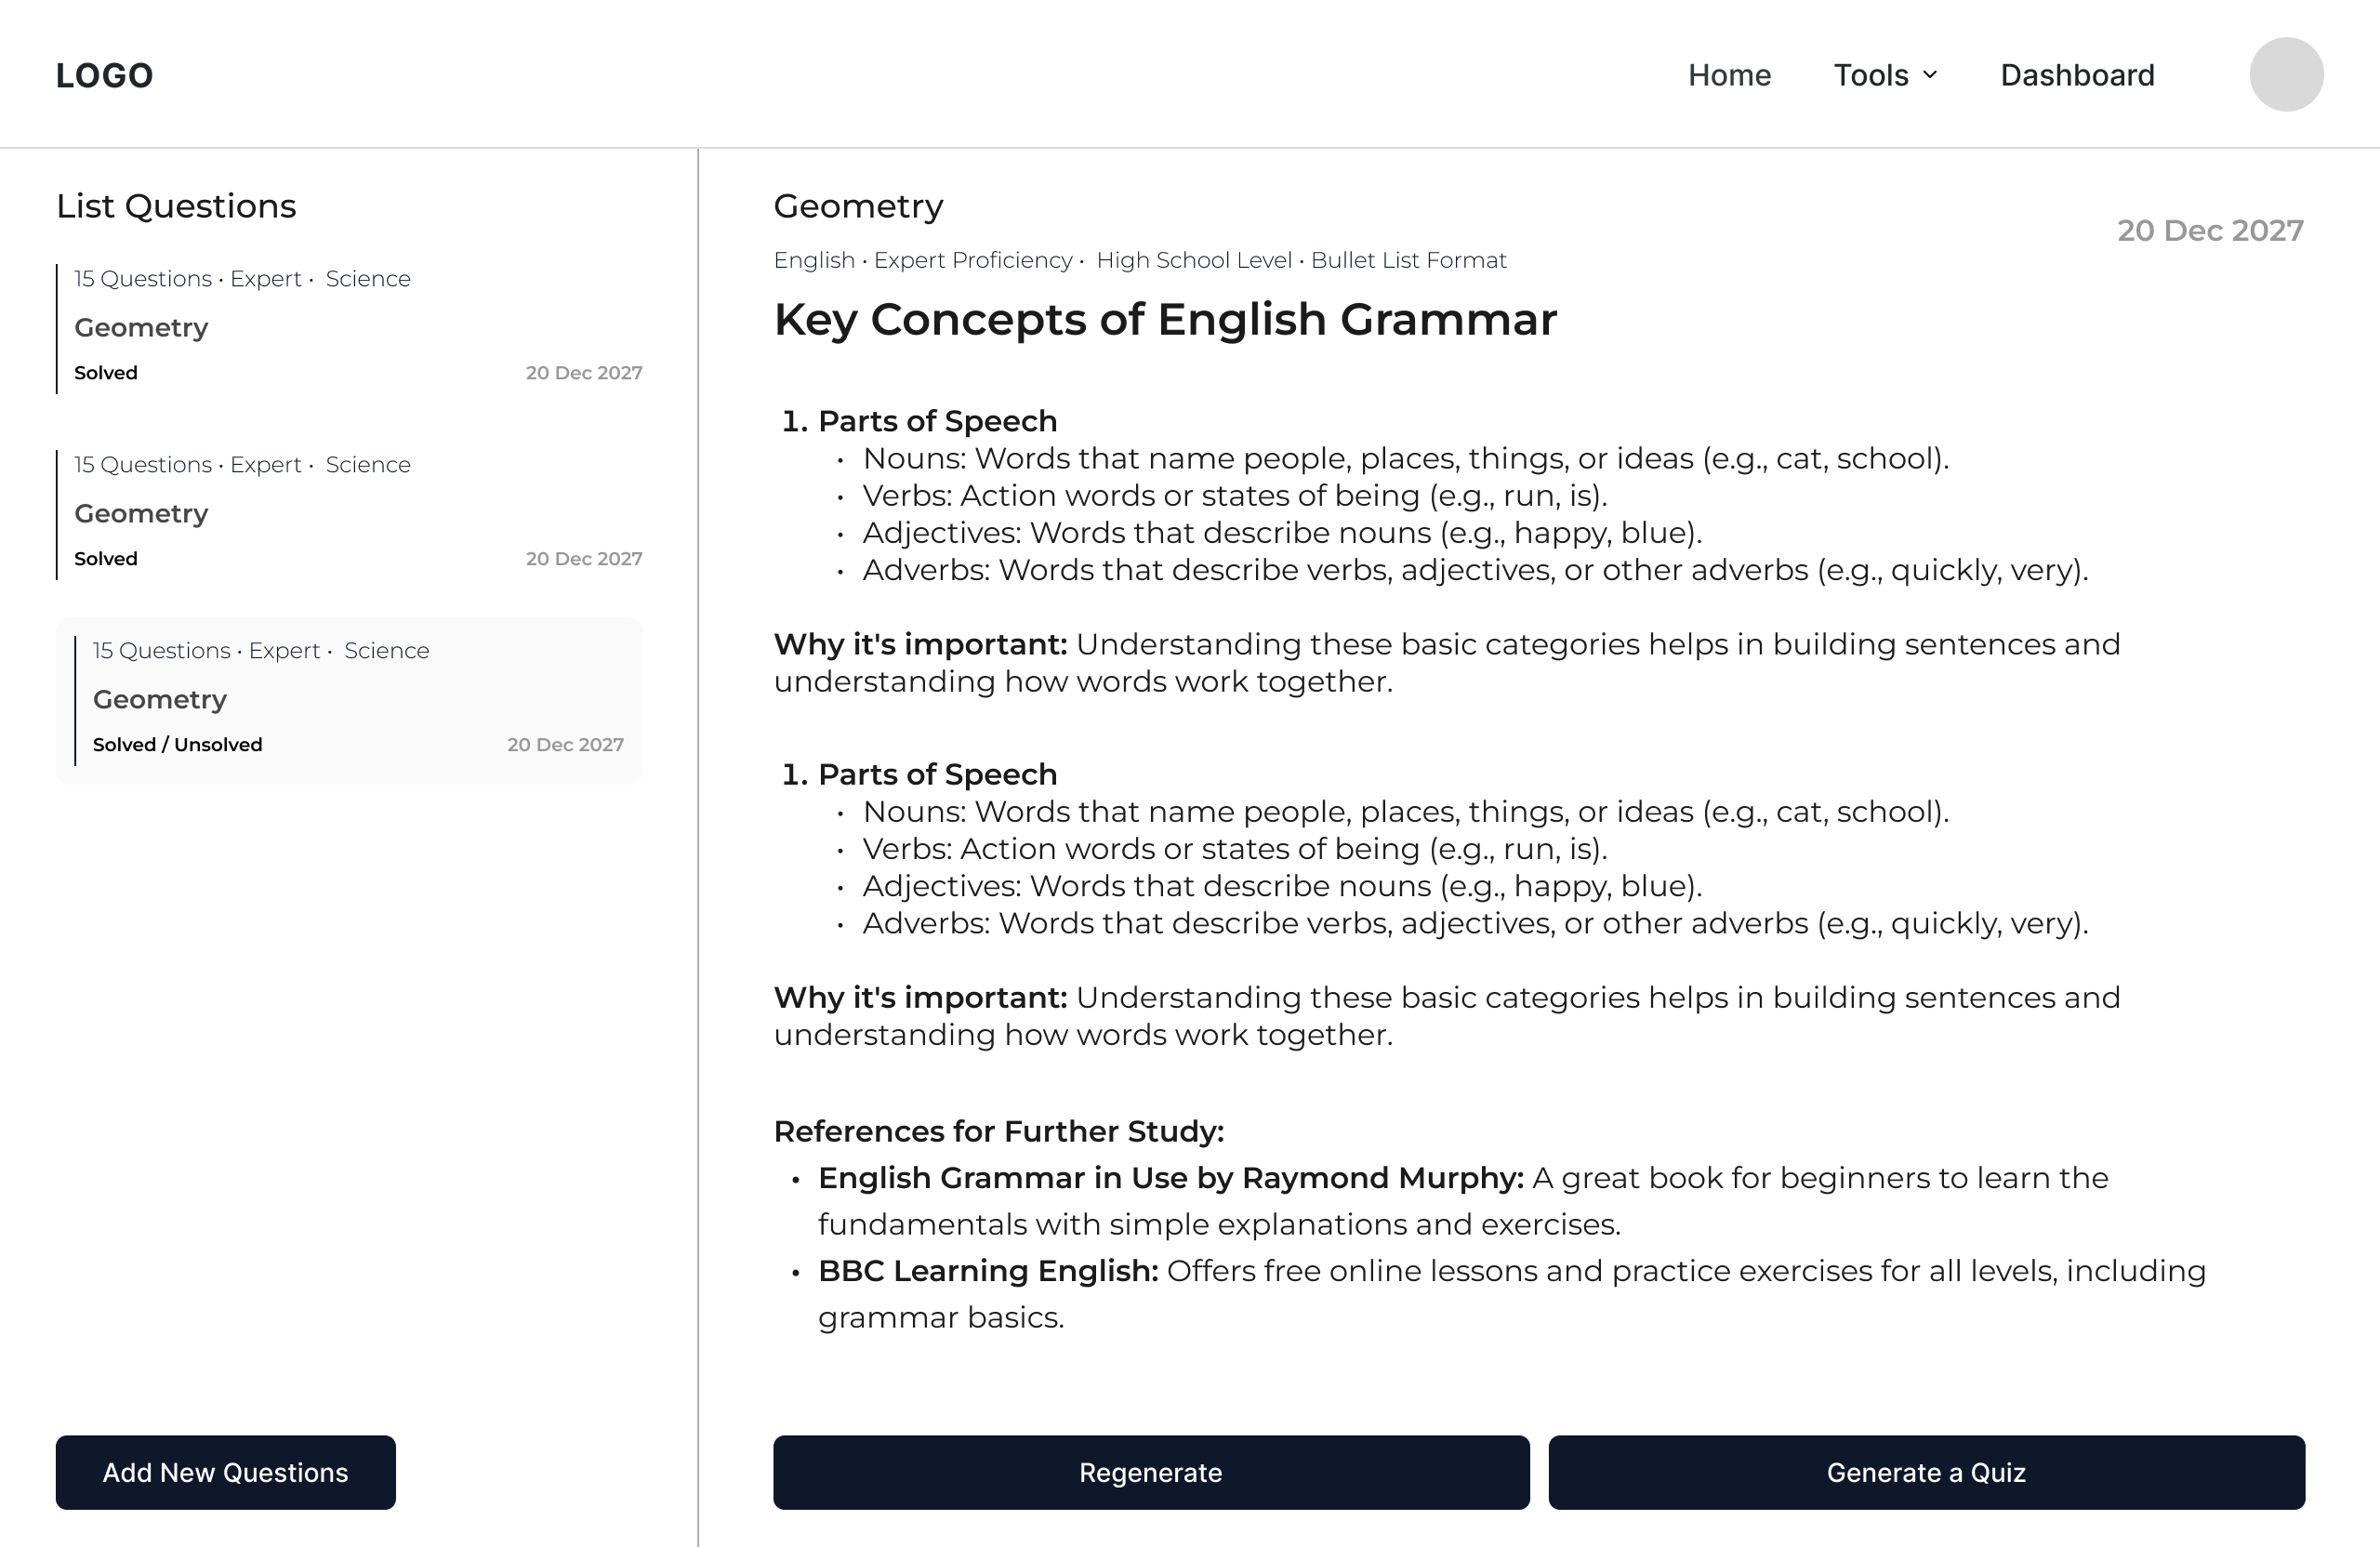 LOGO
Home
Tools
Dashboard
List Questions
15 Questions • Expert • Science
Geometry
Solved
20 Dec 2027
15 Questions • Expert • Science
Geometry
Solved
20 Dec 2027
15 Questions • Expert • Science
Geometry
Solved / Unsolved
20 Dec 2027
Add New Questions
Geometry
20 Dec 2027
English • Expert Proficiency • High School Level • Bullet List Format
Key Concepts of English Grammar
1. Parts of Speech
• Nouns: Words that name people, places, things, or ideas (e.g., cat, school).
• Verbs: Action words or states of being (e.g., run, is).
• Adjectives: Words that describe nouns (e.g., happy, blue).
• Adverbs: Words that describe verbs, adjectives, or other adverbs (e.g., quickly, very).
Why it's important: Understanding these basic categories helps in building sentences and
understanding how words work together.
1. Parts of Speech
• Nouns: Words that name people, places, things, or ideas (e.g., cat, school).
• Verbs: Action words or states of being (e.g., run, is).
• Adjectives: Words that describe nouns (e.g., happy, blue).
• Adverbs: Words that describe verbs, adjectives, or other adverbs (e.g., quickly, very).
Why it's important: Understanding these basic categories helps in building sentences and
understanding how words work together.
References for Further Study:
• English Grammar in Use by Raymond Murphy: A great book for beginners to learn the
fundamentals with simple explanations and exercises.
• BBC Learning English: Offers free online lessons and practice exercises for all levels, including
grammar basics.
Regenerate
Generate a Quiz